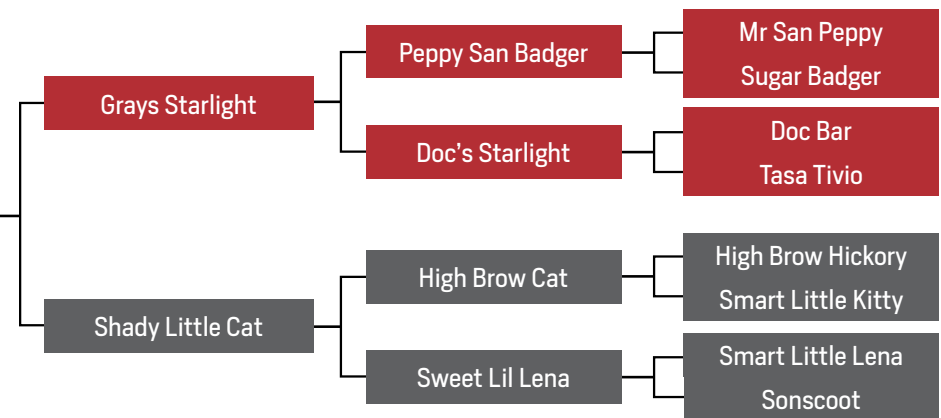 Grays Starlight
Peppy San Badger
Mr San Peppy
Sugar Badger
Doc's Starlight
Doc Bar
Tasa Tivio
Shady Little Cat
High Brow Cat
High Brow Hickory
Smart Little Kitty
Sweet Lil Lena
Smart Little Lena
Sonscoot